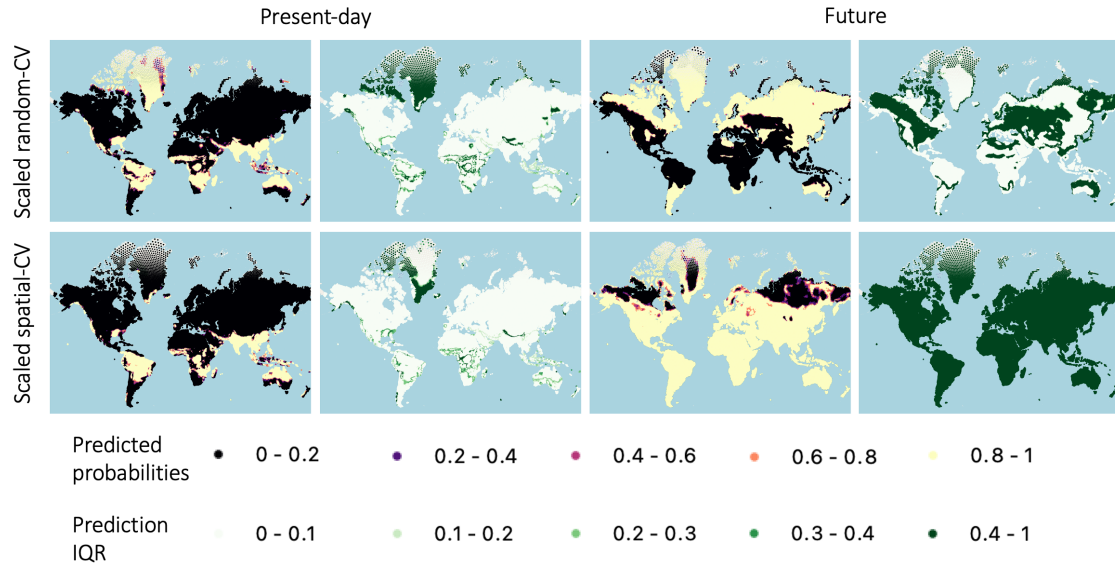 Present-day
Future
Scaled random-CV
Scaled spatial-CV
Predicted
probabilities
0 - 0.2
0.2 - 0.4
0.4 - 0.6
0.6 - 0.8
0.8 - 1
Prediction
IQR
0 - 0.1
0.1 - 0.2
0.2 - 0.3
0.3 - 0.4
0.4 - 1